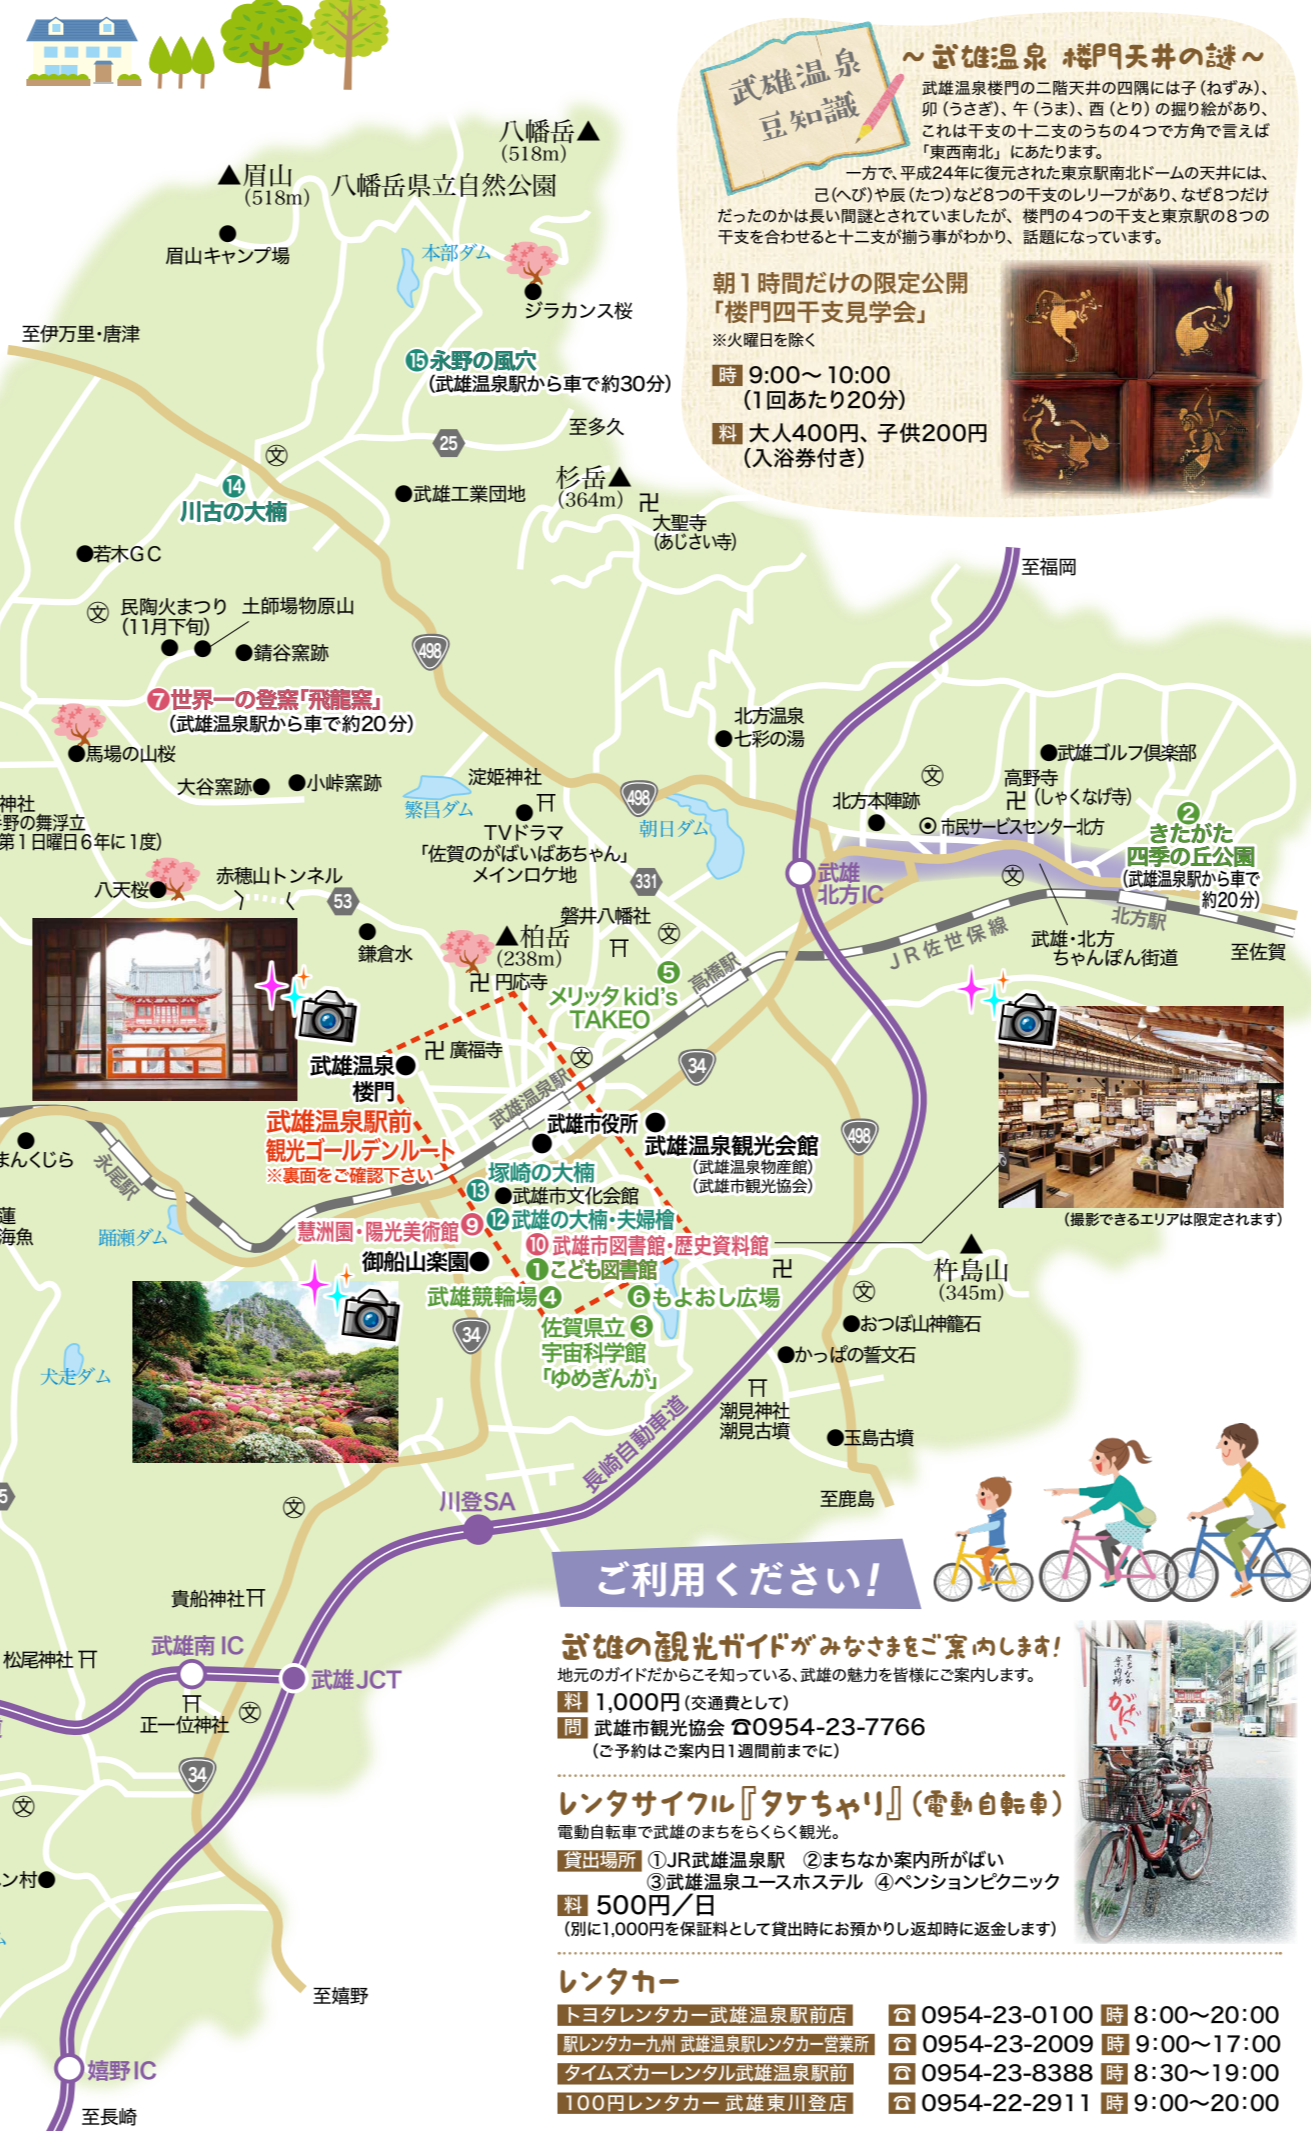 武雄温泉
豆知識
～武雄温泉 楼門天井の謎～
武雄温泉楼門の二階天井の四隅には子（ねずみ）、
卯（うさぎ）、午（うま）、酉（とり）の掘り絵があり、
これは干支の十二支のうちの４つで方角で言えば
「東西南北」にあたります。
一方で、平成24年に復元された東京駅南北ドームの天井には、
己（へび）や辰（たつ）など８つの干支のレリーフがあり、なぜ８つだけ
だったのかは長い間謎とされていましたが、楼門の４つの干支と東京駅の８つの
干支を合わせると十二支が揃う事がわかり、話題になっています。
朝１時間だけの限定公開
「楼門四干支見学会」
※火曜日を除く
時 9:00～10:00
（1回あたり20分）
料 大人400円、子供200円
（入浴券付き）
八幡岳▲
（518m）
▲眉山
（518m）
八幡岳県立自然公園
眉山キャンプ場
本部ダム
ジラカンス桜
至伊万里・唐津
⑮永野の風穴
（武雄温泉駅から車で約30分）
至多久
25
文
⑭
川古の大楠
●武雄工業団地
杉岳▲
（364m）
卍
大聖寺
（あじさい寺）
●若木ＧＣ
至福岡
文
民陶火まつり
（11月下旬）
土師場物原山
●錆谷窯跡
498
❼世界一の登窯「飛龍窯」
（武雄温泉駅から車で約20分）
●馬場の山桜
北方温泉
●七彩の湯
●武雄ゴルフ倶楽部
大谷窯跡●
●小峠窯跡
繁昌ダム
淀姫神社
TVドラマ
「佐賀のがばいばあちゃん」
メインロケ地
498
朝日ダム
331
北方本陣跡
文
高野寺
卍（しゃくなげ寺）
◎市民サービスセンター北方
❷
きたがた
四季の丘公園
（武雄温泉駅から車で
約20分）
神社
野の舞浮立
第１日曜日６年に１度）
八天桜●
赤穂山トンネル
53
鎌倉水
武雄
北方IC
文
北方駅
ＪＲ佐世保線
武雄・北方
ちゃんぽん街道
至佐賀
磐井八幡社
文
▲柏岳
（238m）
卍円応寺
❺
メリッタkid's
TAKEO
高橋駅
卍廣福寺
文
34
武雄温泉●
楼門
武雄温泉駅
武雄温泉駅前
観光ゴールデンルート
※裏面をご確認下さい
武雄市役所
武雄温泉観光会館
（武雄温泉物産館）
（武雄市観光協会）
498
まんくじら
永尾駅
蓮
海魚
踊瀬ダム
塚崎の大楠
⑬
●武雄市文化会館
慧洲園・陽光美術館❾
⑫武雄の大楠・夫婦檜
❿武雄市図書館・歴史資料館
御船山楽園●
❶こども図書館
武雄競輪場❹
❻もよおし広場
卍
佐賀県立❸
宇宙科学館
「ゆめぎんが」
34
（撮影できるエリアは限定されます）
▲
杵島山
（345m）
文
●おつぼ山神籠石
●かっぱの誓文石
潮見神社
潮見古墳
●玉島古墳
至鹿島
犬走ダム
長崎自動車道
川登SA
5
文
貴船神社
武雄南IC
松尾神社
武雄JCT
正一位神社
文
34
文
ン村●
至嬉野
嬉野IC
至長崎
ご利用ください！
武雄の観光ガイドがみなさまをご案内します！
地元のガイドだからこそ知っている、武雄の魅力を皆様にご案内します。
料 1,000円（交通費として）
問 武雄市観光協会 ☎0954-23-7766
（ご予約はご案内日1週間前までに）
まちなか
案内所
がばい
レンタサイクル『タケちゃり』（電動自転車）
電動自転車で武雄のまちをらくらく観光。
貸出場所 ①JR武雄温泉駅 ②まちなか案内所がばい
③武雄温泉ユースホステル ④ペンションピクニック
料 500円／日
（別に1,000円を保証料として貸出時にお預かりし返却時に返金します）
レンタカー
トヨタレンタカー武雄温泉駅前店 ☎ 0954-23-0100 時 8:00～20:00
駅レンタカー九州 武雄温泉駅レンタカー営業所 ☎ 0954-23-2009 時 9:00～17:00
タイムズカーレンタル武雄温泉駅前 ☎ 0954-23-8388 時 8:30～19:00
100円レンタカー 武雄東川登店 ☎ 0954-22-2911 時 9:00～20:00